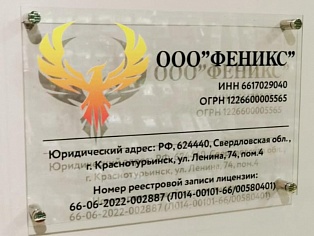 ООО"ФЕНИКС"
ИНН 6617029040
ОГРН 1226600005565
Юридический адрес: РФ, 624440, Свердловская обл.,
г. Краснотурьинск, ул. Ленина, 74, пом.4
Номер реестровой записи лицензии:
66-06-2022-002887 (Л014-00101-66/00580401)